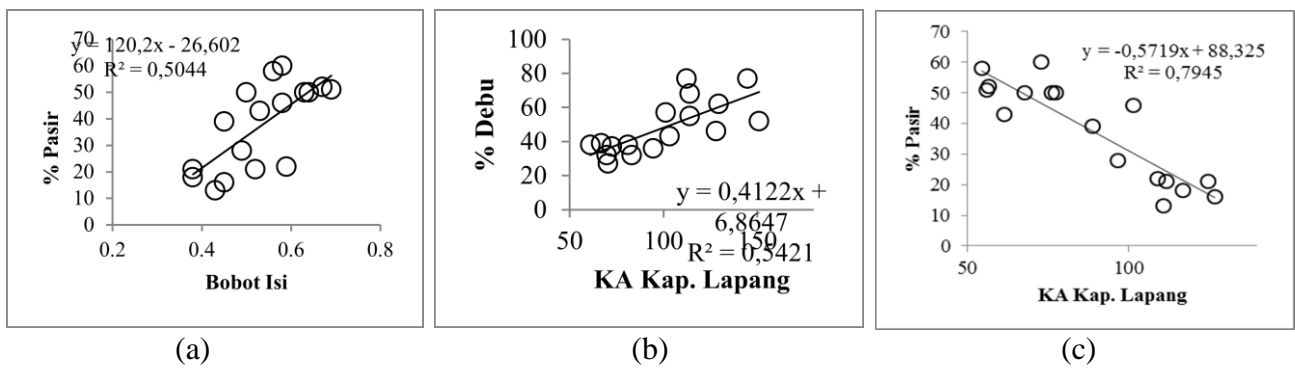 70
60
50
40
30
20
10
0
% Pasir
y = 120,2x - 26,602
R² = 0,5044
0.2 0.4 0.6 0.8
Bobot Isi
(a)
100
80
60
40
20
0
% Debu
y = 0,4122x +
6,8647
R² = 0,5421
50 100 150
KA Kap. Lapang
(b)
70
60
50
40
30
20
10
0
% Pasir
y = -0,5719x + 88,325
R² = 0,7945
50 100
KA Kap. Lapang
(c)